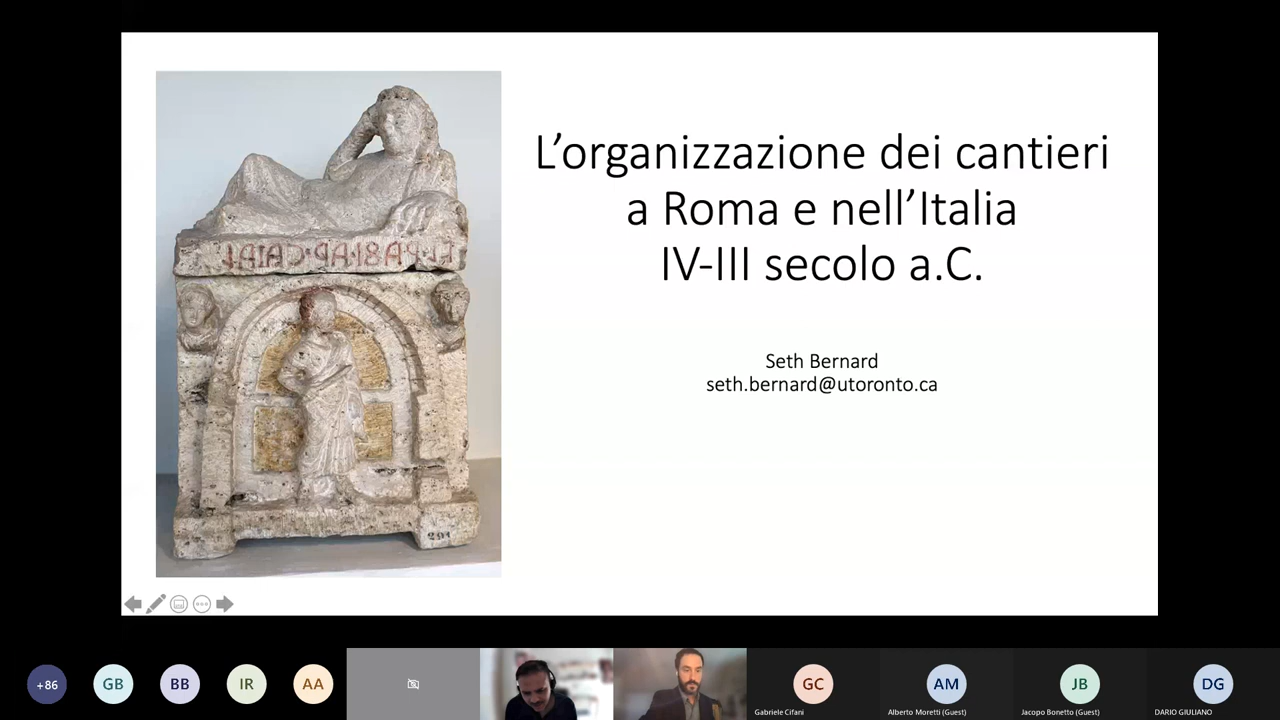 L'organizzazione dei cantieri
a Roma e nell'Italia
IV-III secolo a.C.
Seth Bernard
seth.bernard@utoronto.ca
291
+86
GB
BB
IR
AA
GC
AM
JB
DG
Gabriele Cifani
Alberto Moretti (Guest)
Jacopo Bonetto (Guest)
DARIO GIULIANO